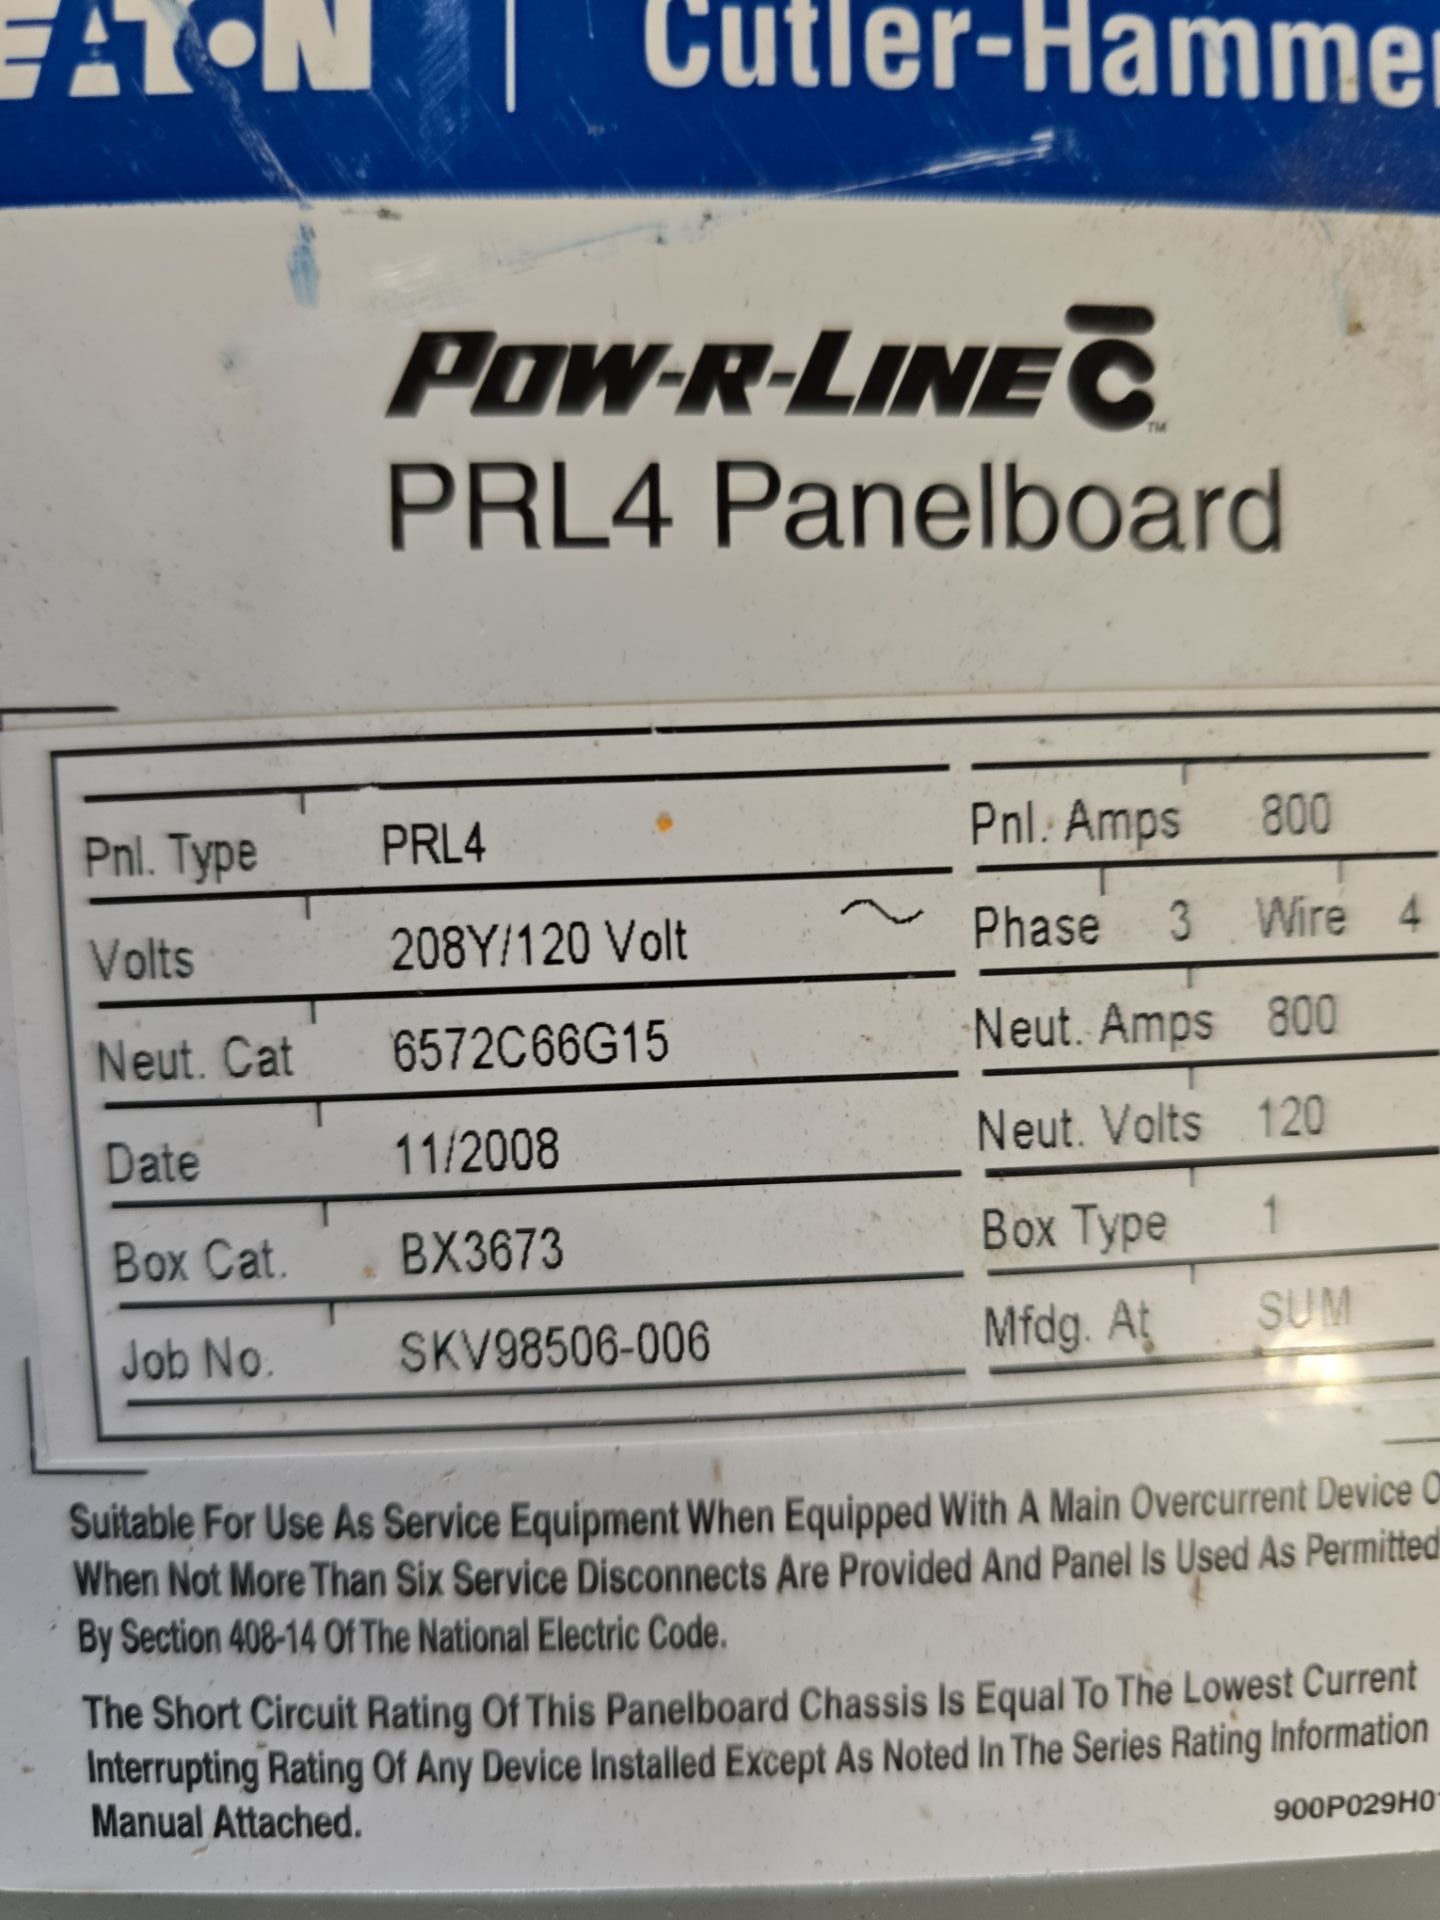 EATON | Cutler-Hammer
POW-R-LINE C™
PRL4 Panelboard
Pnl. Type PRL4 Pnl. Amps 800
Volts 208Y/120 Volt ~ Phase 3 Wire 4
Neut. Cat 6572C66G15 Neut. Amps 800
Date 11/2008 Neut. Volts 120
Box Cat. BX3673 Box Type 1
Job No. SKV98506-006 Mfdg. At SUM
Suitable For Use As Service Equipment When Equipped With A Main Overcurrent Device O
When Not More Than Six Service Disconnects Are Provided And Panel Is Used As Permitted
By Section 408-14 Of The National Electric Code.
The Short Circuit Rating Of This Panelboard Chassis Is Equal To The Lowest Current
Interrupting Rating Of Any Device Installed Except As Noted In The Series Rating Information
Manual Attached.
900P029H0